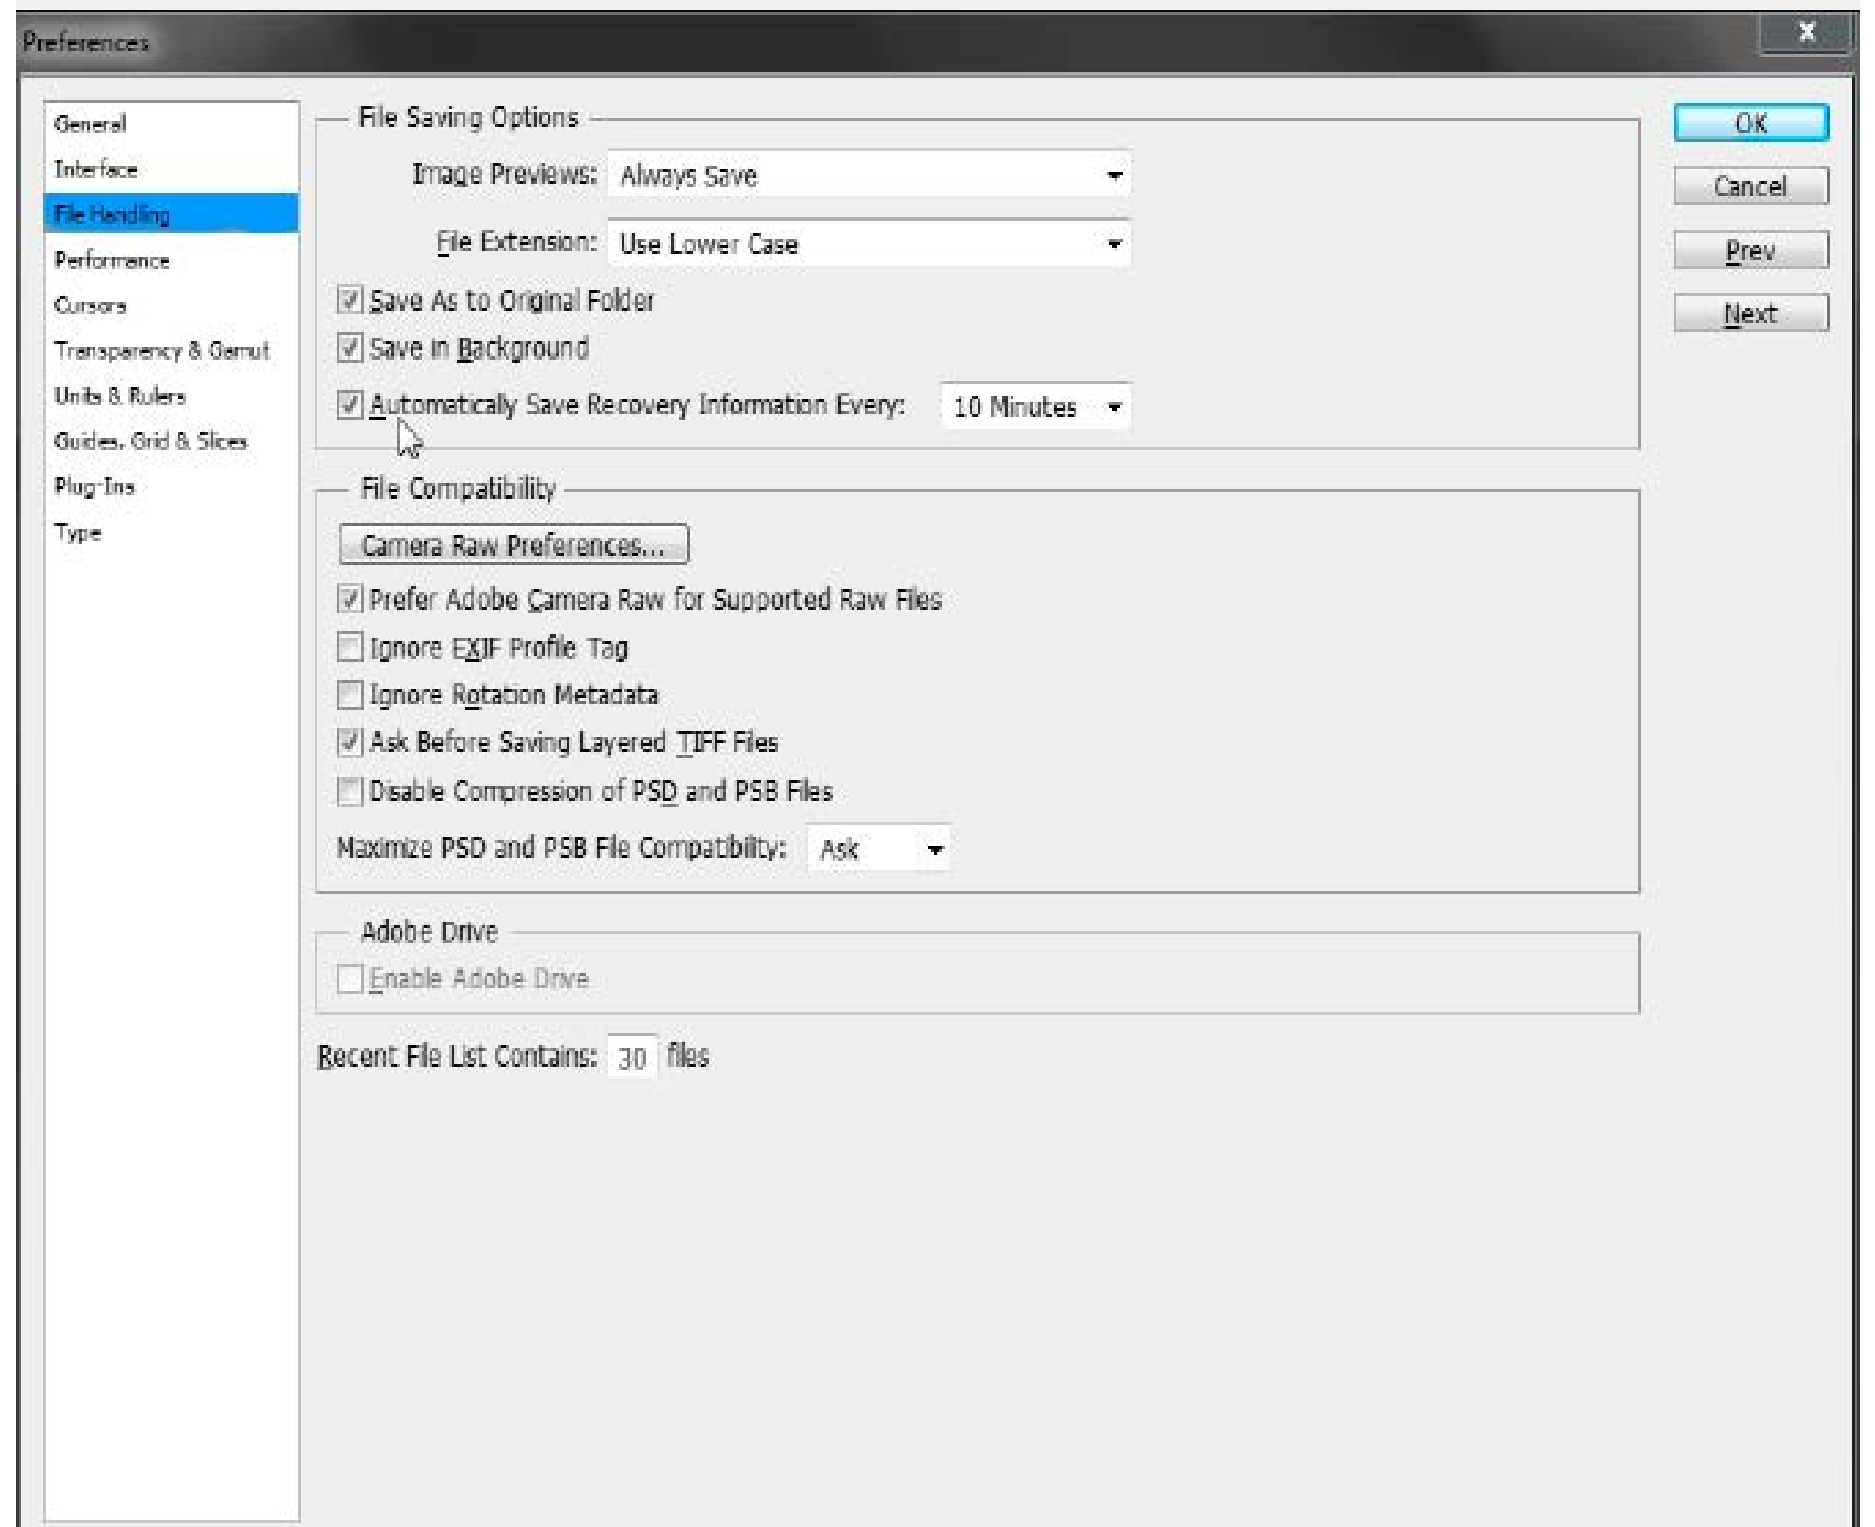 Preferences
x
General
Interface
File Handling
Performance
Cursors
Transparency & Gamut
Units & Rulers
Guides, Grid & Slices
Plug-Ins
Type
File Saving Options
Image Previews: Always Save
File Extension: Use Lower Case
Save As to Original Folder
Save in Background
Automatically Save Recovery Information Every: 10 Minutes
File Compatibility
Camera Raw Preferences...
Prefer Adobe Camera Raw for Supported Raw Files
Ignore EXIF Profile Tag
Ignore Rotation Metadata
Ask Before Saving Layered TIFF Files
Disable Compression of PSD and PSB Files
Maximize PSD and PSB File Compatibility: Ask
Adobe Drive
Enable Adobe Drive
Recent File List Contains: 30 files
OK
Cancel
Prev
Next